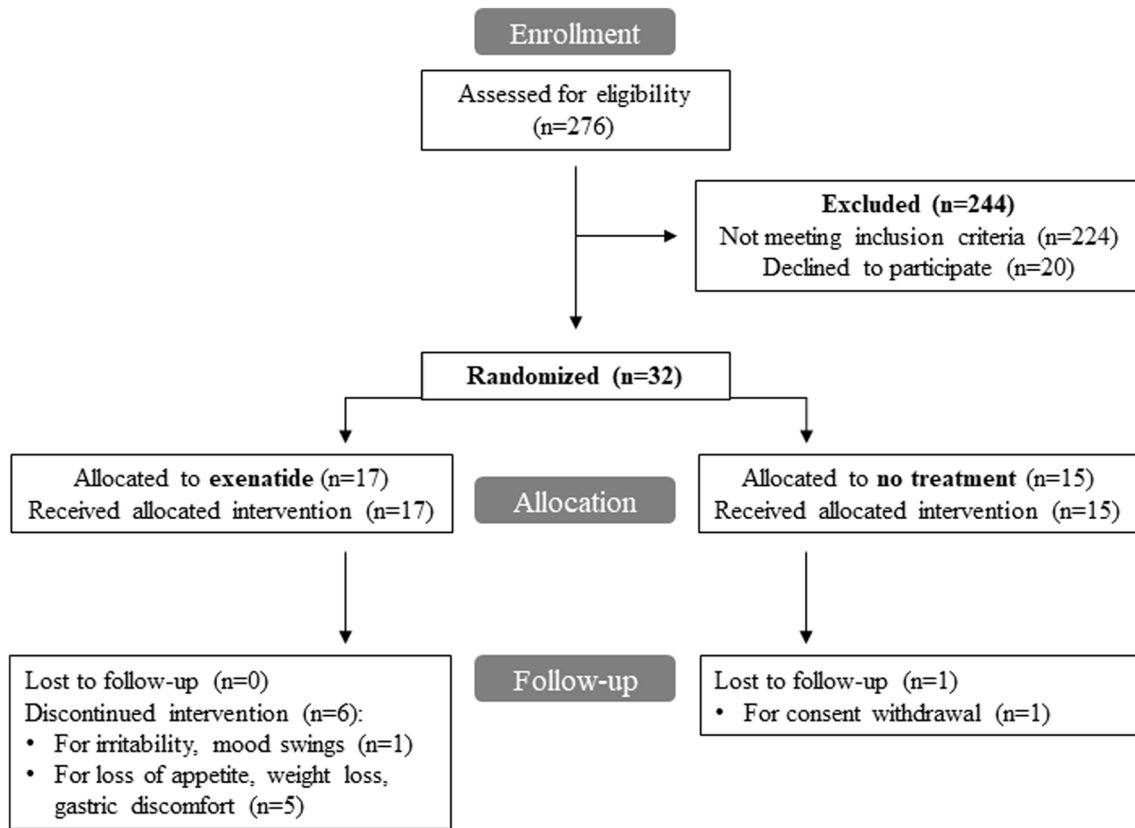 Enrollment
Assessed for eligibility
(n=276)
Excluded (n=244)
Not meeting inclusion criteria (n=224)
Declined to participate (n=20)
Randomized (n=32)
Allocated to exenatide (n=17)
Received allocated intervention (n=17)
Allocation
Allocated to no treatment (n=15)
Received allocated intervention (n=15)
Lost to follow-up (n=0)
Discontinued intervention (n=6):
• For irritability, mood swings (n=1)
• For loss of appetite, weight loss,
gastric discomfort (n=5)
Follow-up
Lost to follow-up (n=1)
• For consent withdrawal (n=1)